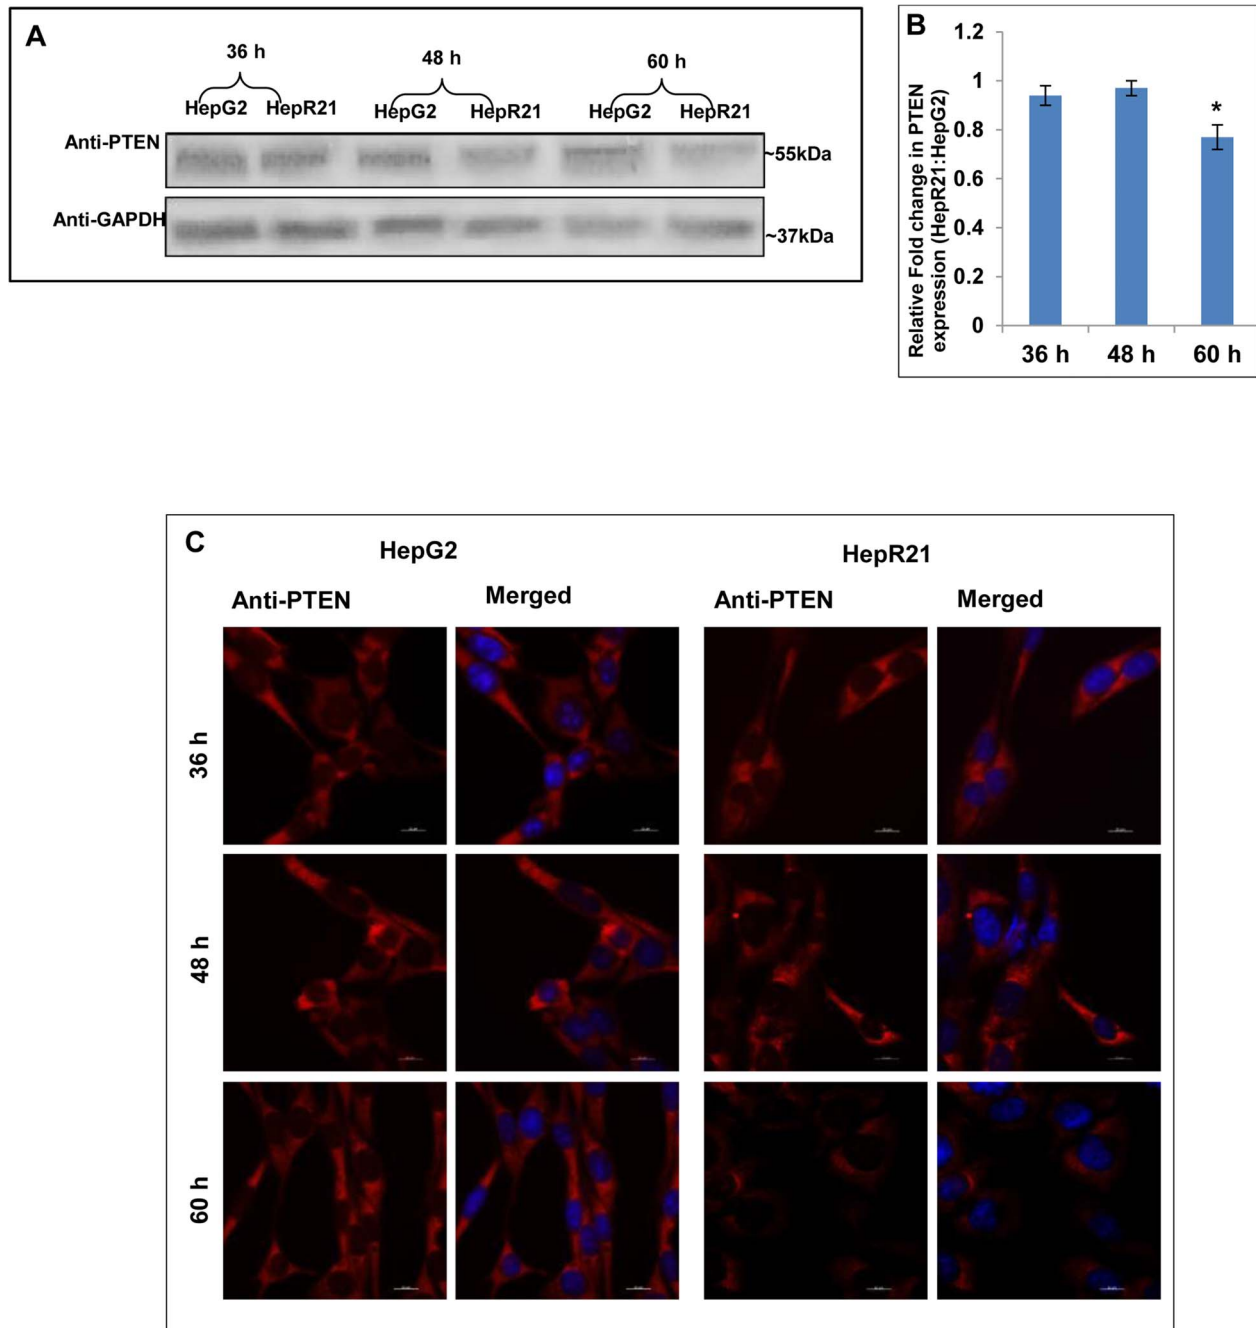 A
36 h
48 h
60 h
HepG2 HepR21 HepG2 HepR21 HepG2 HepR21
Anti-PTEN
~55kDa
Anti-GAPDH
~37kDa
B
Relative Fold change in PTEN
expression (HepR21:HepG2)
1.2
1
0.8
0.6
0.4
0.2
0
*
36 h 48 h 60 h
C
HepG2 HepR21
Anti-PTEN Merged Anti-PTEN Merged
36 h
48 h
60 h